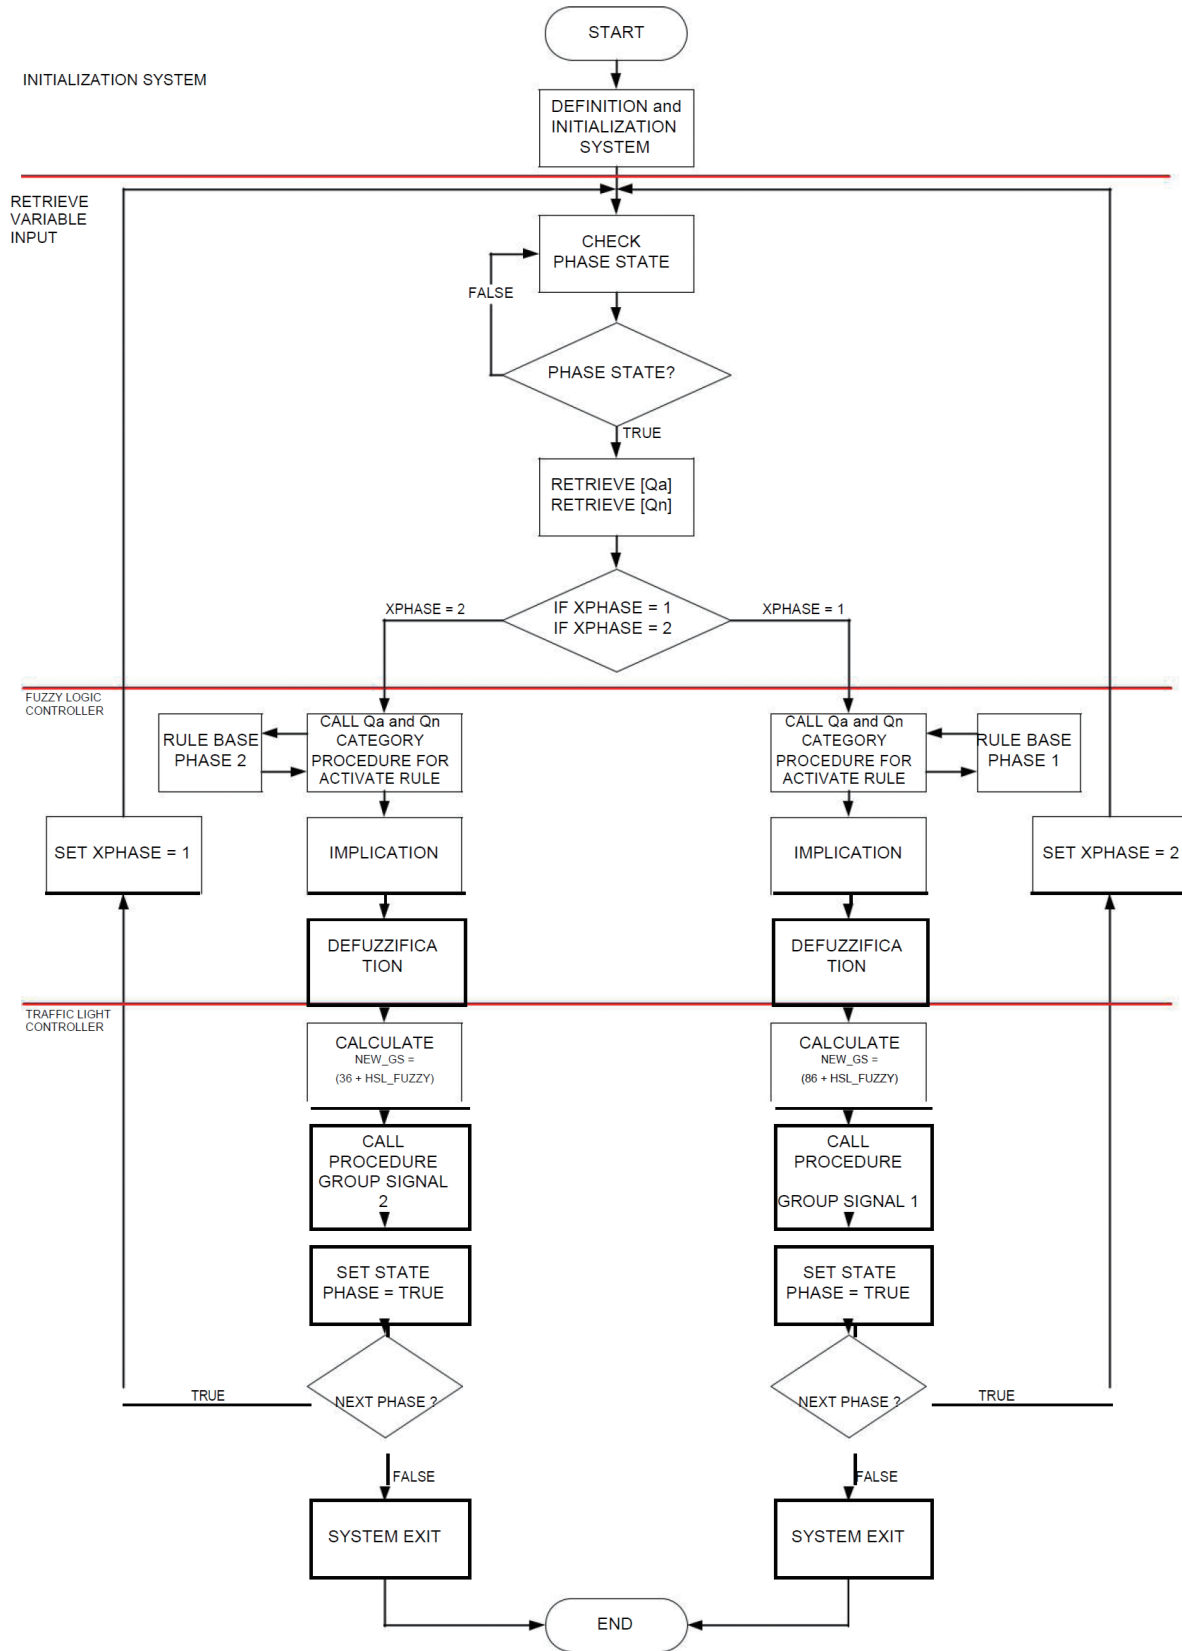 START
INITIALIZATION SYSTEM
DEFINITION and
INITIALIZATION
SYSTEM
RETRIEVE
VARIABLE
INPUT
CHECK
PHASE STATE
FALSE
PHASE STATE?
TRUE
RETRIEVE [Qa]
RETRIEVE [Qn]
XPHASE = 2
IF XPHASE = 1
IF XPHASE = 2
XPHASE = 1
FUZZY LOGIC
CONTROLLER
RULE BASE
PHASE 2
CALL Qa and Qn
CATEGORY
PROCEDURE FOR
ACTIVATE RULE
CALL Qa and Qn
CATEGORY
PROCEDURE FOR
ACTIVATE RULE
RULE BASE
PHASE 1
SET XPHASE = 1
IMPLICATION
IMPLICATION
SET XPHASE = 2
DEFUZZIFICA
TION
DEFUZZIFICA
TION
TRAFFIC LIGHT
CONTROLLER
CALCULATE
NEW_GS =
(36 + HSL_FUZZY)
CALCULATE
NEW_GS =
(86 + HSL_FUZZY)
CALL
PROCEDURE
GROUP SIGNAL
2
CALL
PROCEDURE
GROUP SIGNAL 1
SET STATE
PHASE = TRUE
SET STATE
PHASE = TRUE
TRUE
NEXT PHASE ?
NEXT PHASE ?
TRUE
FALSE
FALSE
SYSTEM EXIT
SYSTEM EXIT
END